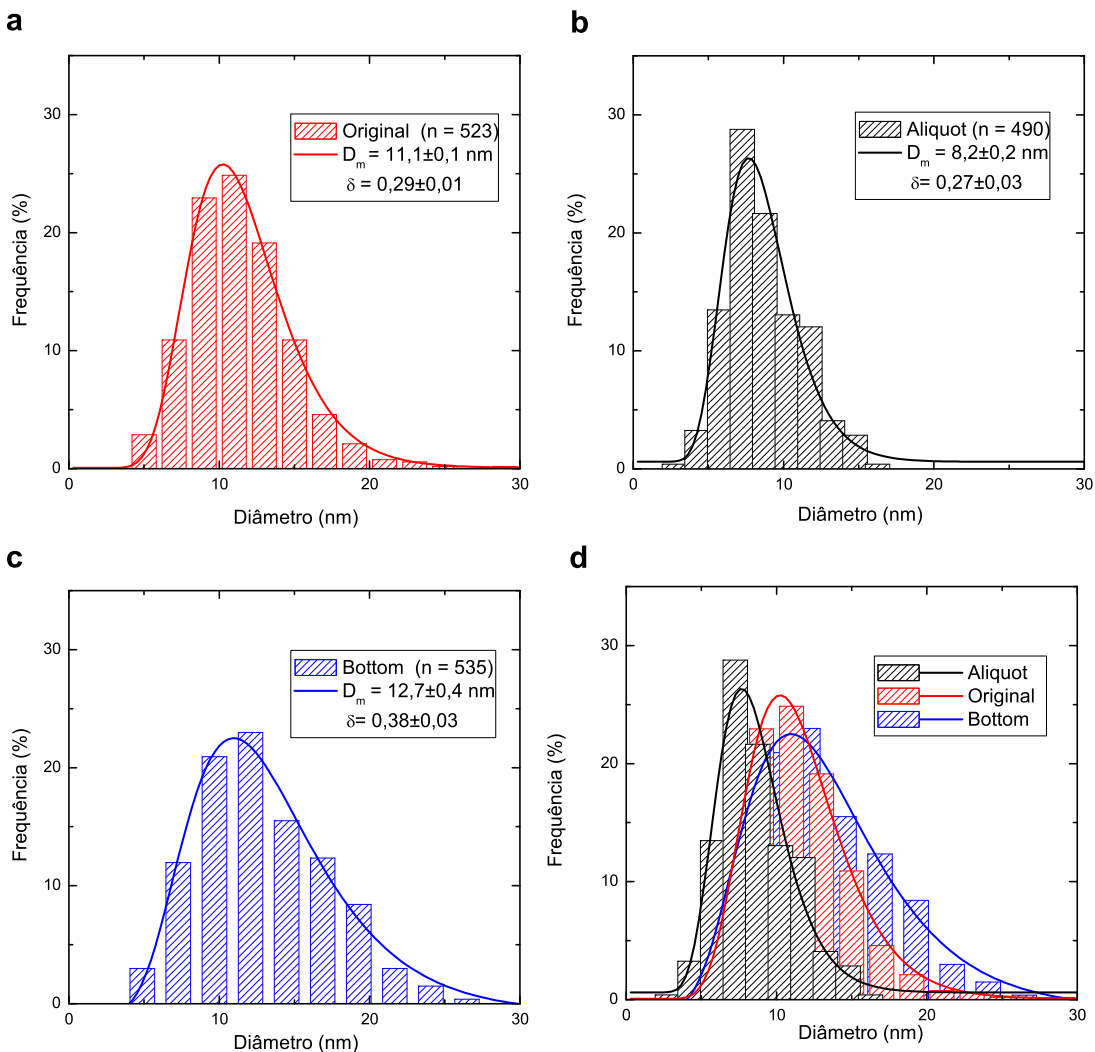 a
30
20
10
0
0
10
20
30
Frequência (%)
Diâmetro (nm)
Original (n = 523)
Dm = 11,1±0,1 nm
δ = 0,29±0,01
b
30
20
10
0
0
10
20
30
Frequência (%)
Diâmetro (nm)
Aliquot (n = 490)
Dm = 8,2±0,2 nm
δ= 0,27±0,03
c
30
20
10
0
0
10
20
30
Frequência (%)
Diâmetro (nm)
Bottom (n = 535)
Dm = 12,7±0,4 nm
δ= 0,38±0,03
d
30
20
10
0
0
10
20
30
Frequência (%)
Diâmetro (nm)
Aliquot
Original
Bottom